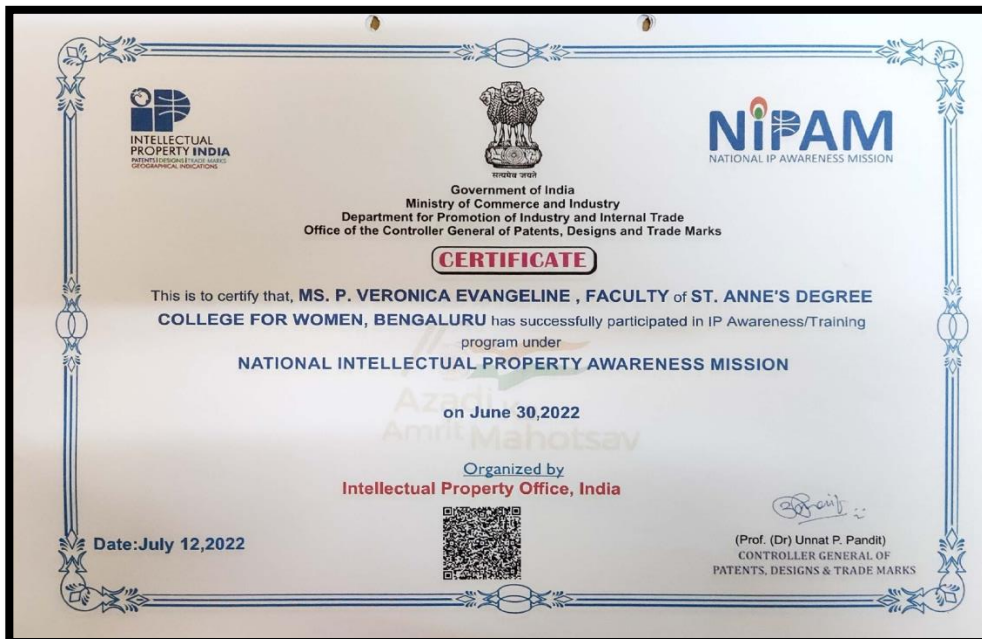 iP
INTELLECTUAL
PROPERTY INDIA
PATENTS | DESIGNS | TRADE MARKS
GEOGRAPHICAL INDICATIONS
सत्यमेव जयते
NiPAM
NATIONAL IP AWARENESS MISSION
Government of India
Ministry of Commerce and Industry
Department for Promotion of Industry and Internal Trade
Office of the Controller General of Patents, Designs and Trade Marks
CERTIFICATE
This is to certify that, MS. P. VERONICA EVANGELINE , FACULTY of ST. ANNE'S DEGREE
COLLEGE FOR WOMEN, BENGALURU has successfully participated in IP Awareness/Training
program under
NATIONAL INTELLECTUAL PROPERTY AWARENESS MISSION
Azadi
Amrit Mahotsav
on June 30,2022
Organized by
Intellectual Property Office, India
Date:July 12,2022
(Prof. (Dr) Unnat P. Pandit)
CONTROLLER GENERAL OF
PATENTS, DESIGNS & TRADE MARKS